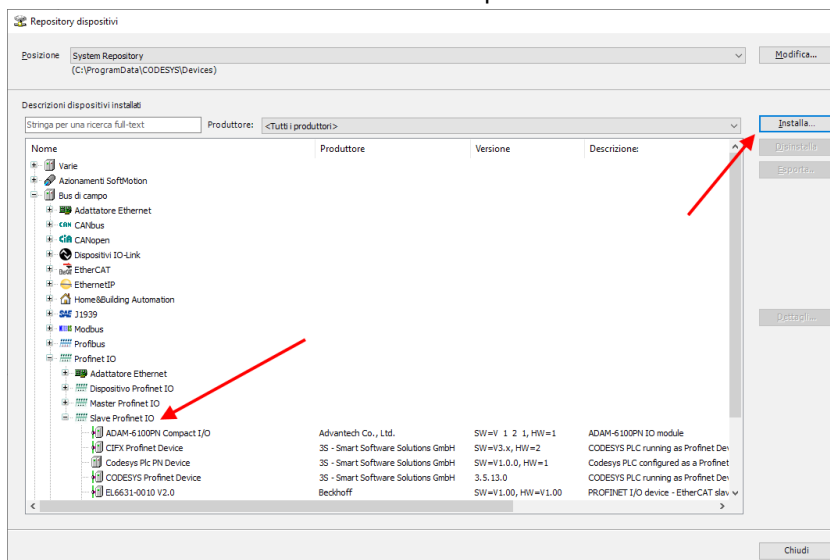 Repository dispositivi
Posizione System Repository Modifica...
(C:\ProgramData\CODESYS\Devices)
Descrizioni dispositivi installati
Stringa per una ricerca full-text Produttore: <Tutti i produttori> Installa...
Nome Produttore Versione Descrizione: Disinstalla
Varie
Esporta...
Azionamenti SoftMotion
Bus di campo
Adattatore Ethernet
CAN CANbus
CiA CANopen
Dispositivi IO-Link
EtherCAT
EthernetIP
Home&Building Automation
SAE J1939
Dettagli...
Modbus
Profibus
Profinet IO
Adattatore Ethernet
Dispositivo Profinet IO
Master Profinet IO
Slave Profinet IO
ADAM-6100PN Compact I/O Advantech Co., Ltd. SW=V 1 2 1, HW=1 ADAM-6100PN IO module
CIFX Profinet Device 3S - Smart Software Solutions GmbH SW=V3.x, HW=2 CODESYS PLC running as Profinet Dev
Codesys Plc PN Device 3S - Smart Software Solutions GmbH SW=V1.0.0, HW=1 Codesys PLC configured as a Profinet
CODESYS Profinet Device 3S - Smart Software Solutions GmbH 3.5.13.0 CODESYS PLC running as Profinet Dev
EL6631-0010 V2.0 Beckhoff SW=V1.00, HW=V1.00 PROFINET I/O device - EtherCAT slav
Chiudi